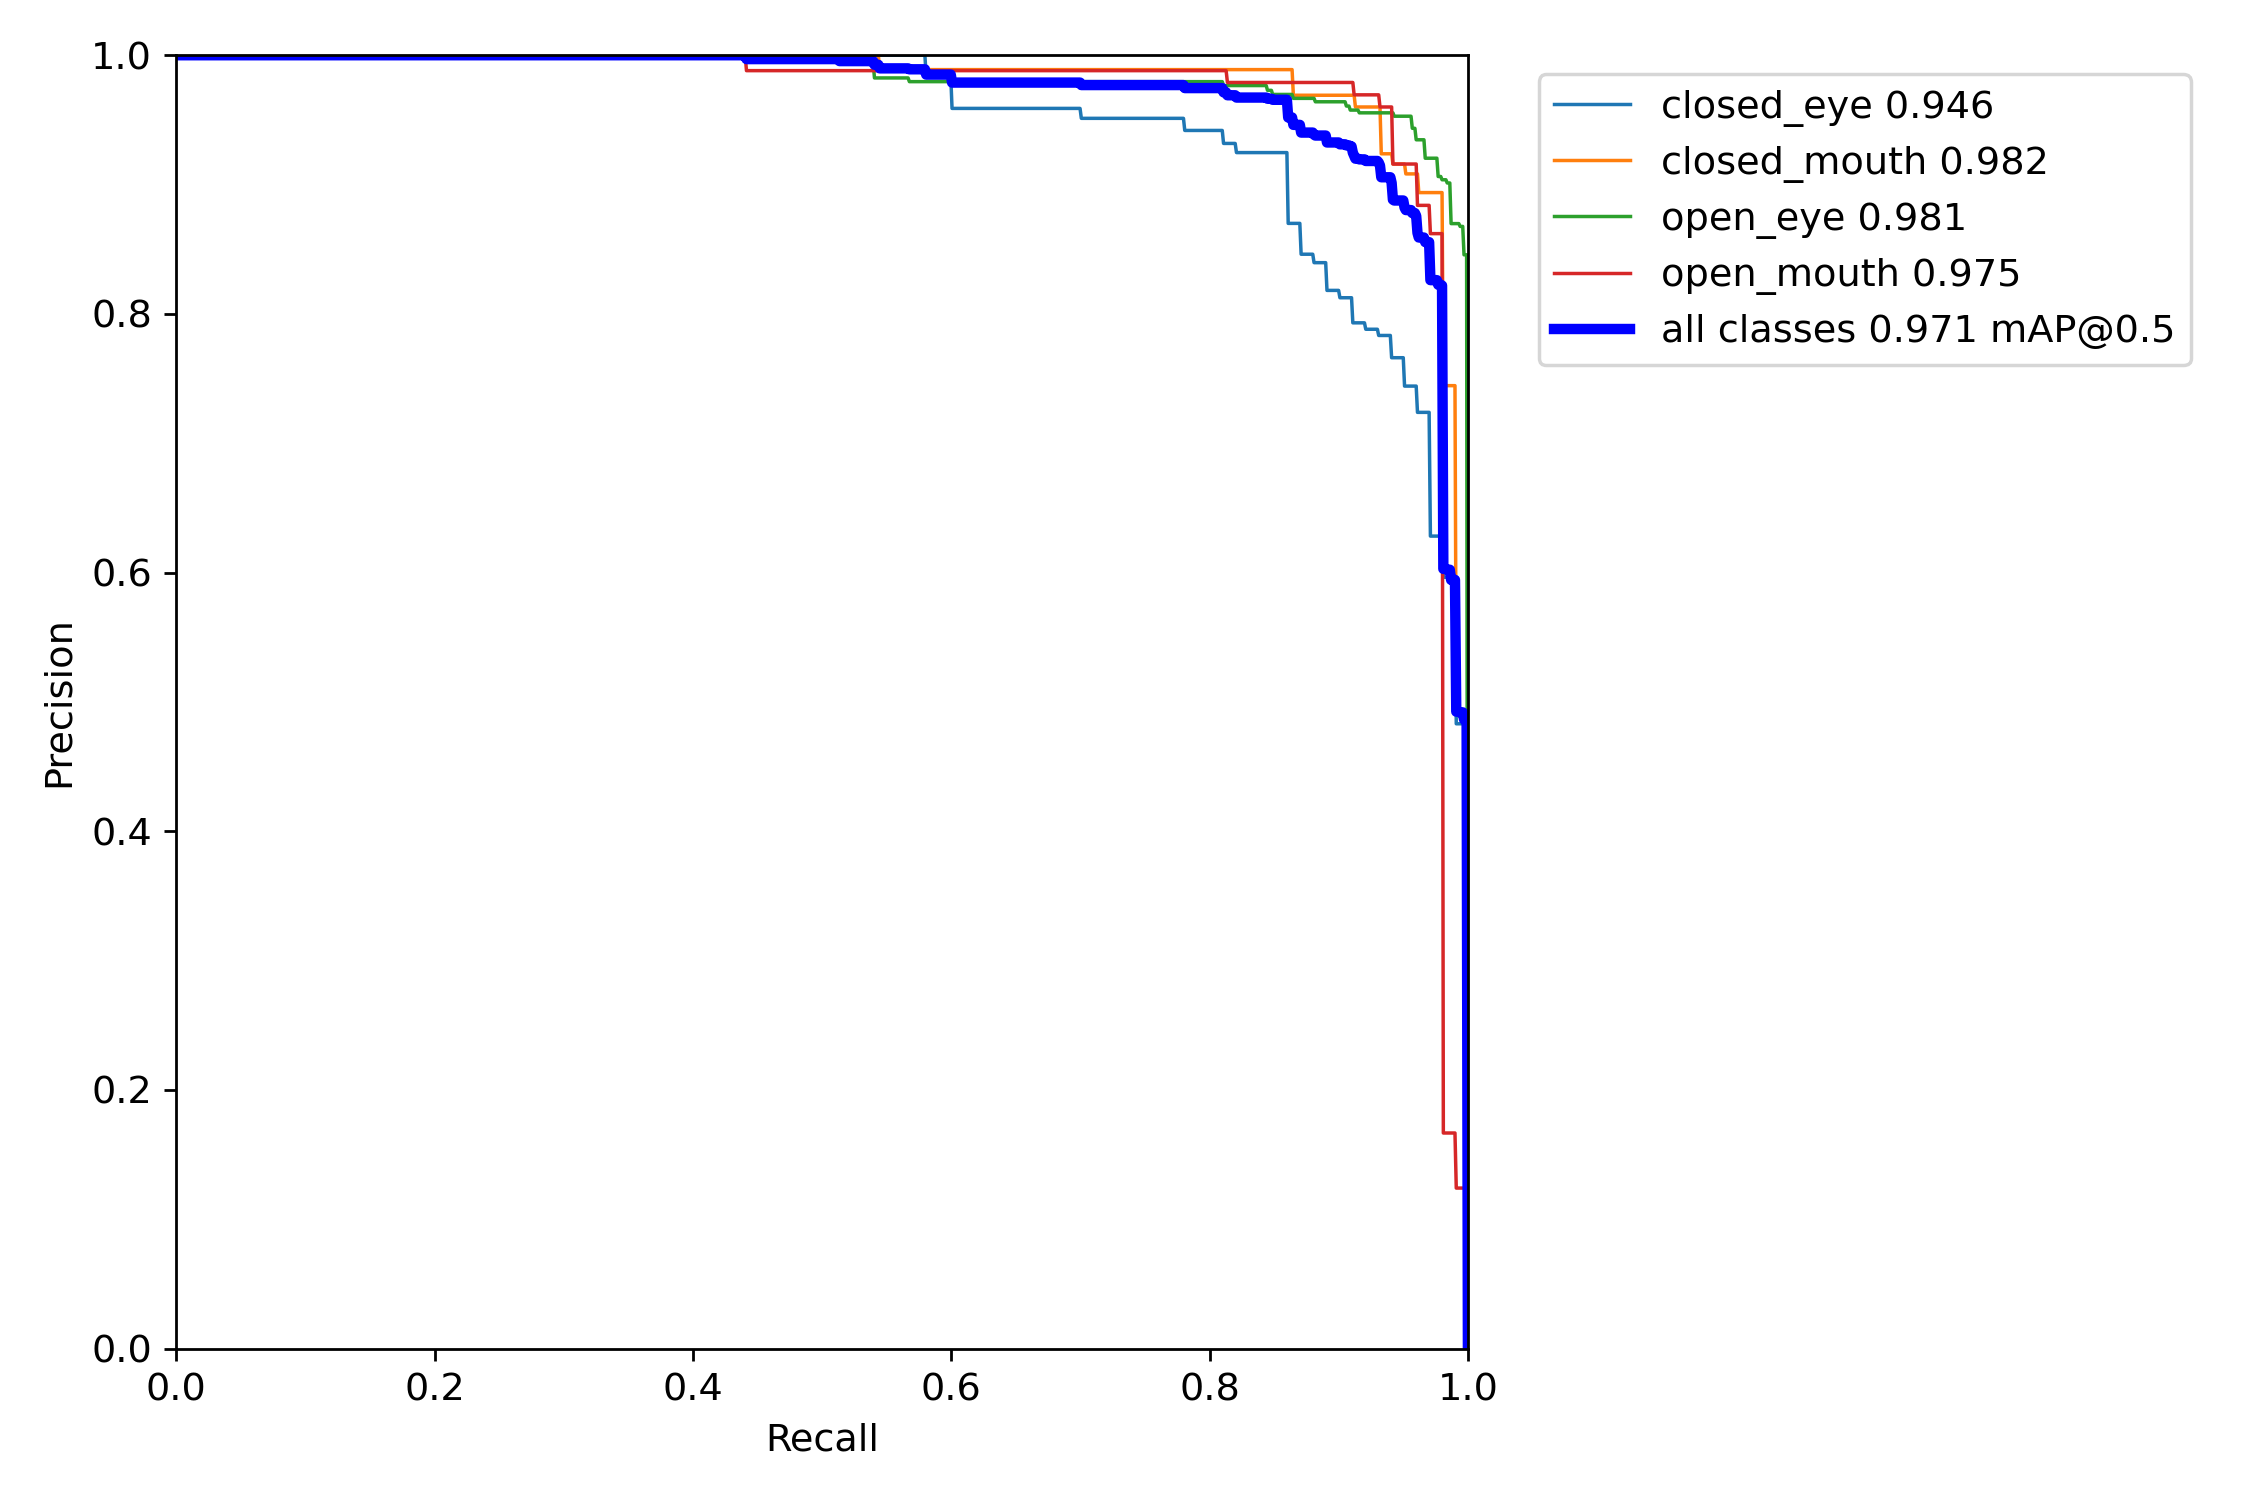 1.0
0.8
0.6
0.4
0.2
0.0
Precision
0.0 0.2 0.4 0.6 0.8 1.0
Recall
closed_eye 0.946
closed_mouth 0.982
open_eye 0.981
open_mouth 0.975
all classes 0.971 mAP@0.5